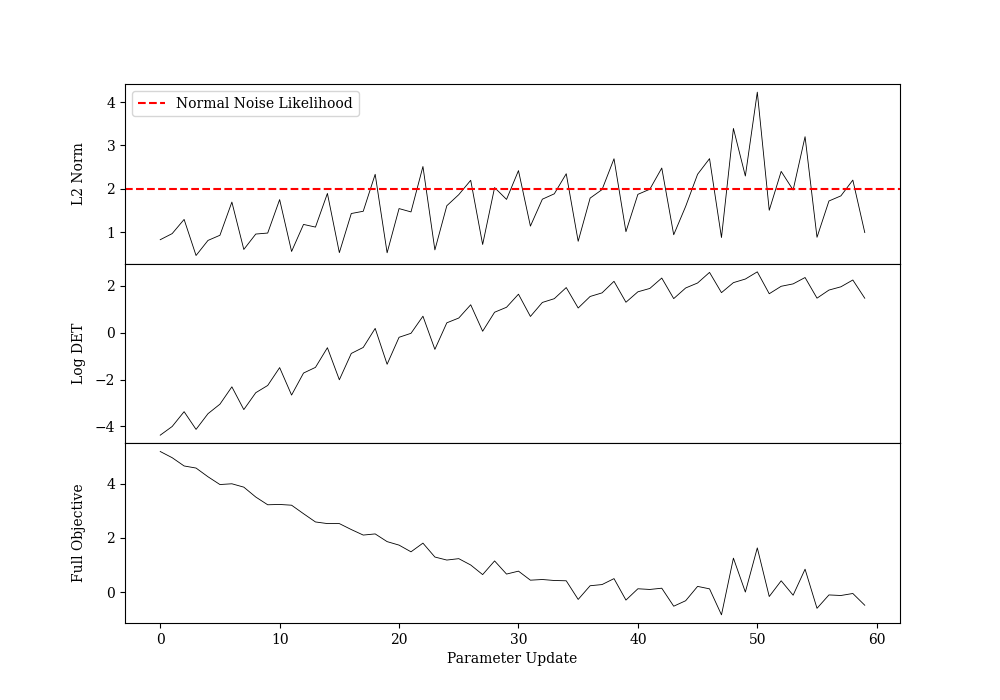 Normal Noise Likelihood
L2 Norm
4
3
2
1
Log DET
2
0
−2
−4
Full Objective
4
2
0
0 10 20 30 40 50 60
Parameter Update